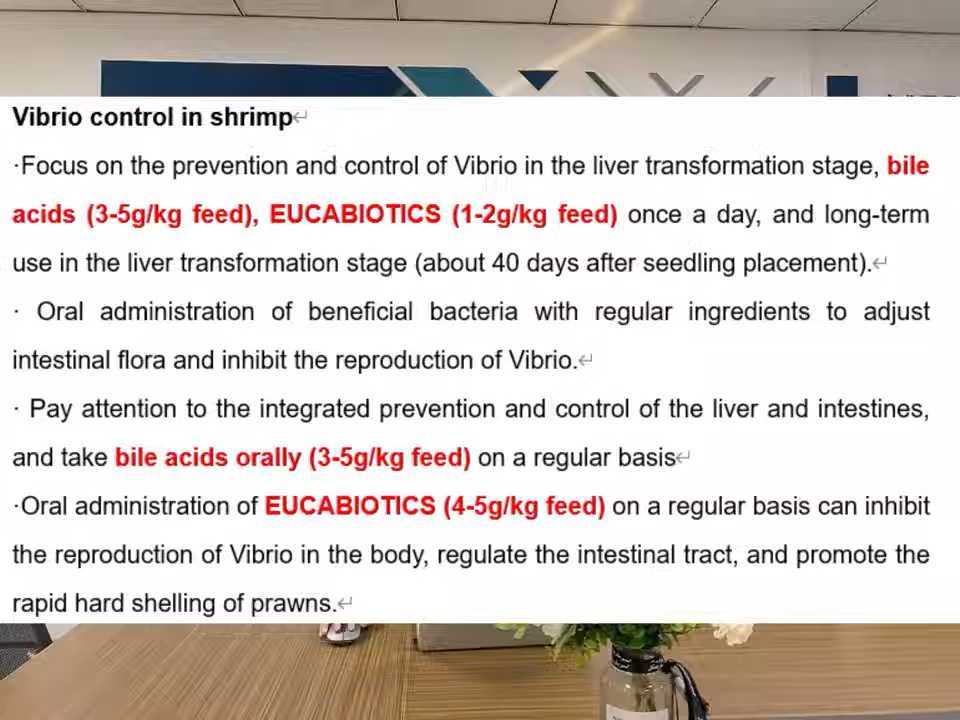 Vibrio control in shrimp↵
·Focus on the prevention and control of Vibrio in the liver transformation stage, bile
acids (3-5g/kg feed), EUCABIOTICS (1-2g/kg feed) once a day, and long-term
use in the liver transformation stage (about 40 days after seedling placement).↵
· Oral administration of beneficial bacteria with regular ingredients to adjust
intestinal flora and inhibit the reproduction of Vibrio.↵
· Pay attention to the integrated prevention and control of the liver and intestines,
and take bile acids orally (3-5g/kg feed) on a regular basis↵
·Oral administration of EUCABIOTICS (4-5g/kg feed) on a regular basis can inhibit
the reproduction of Vibrio in the body, regulate the intestinal tract, and promote the
rapid hard shelling of prawns.↵